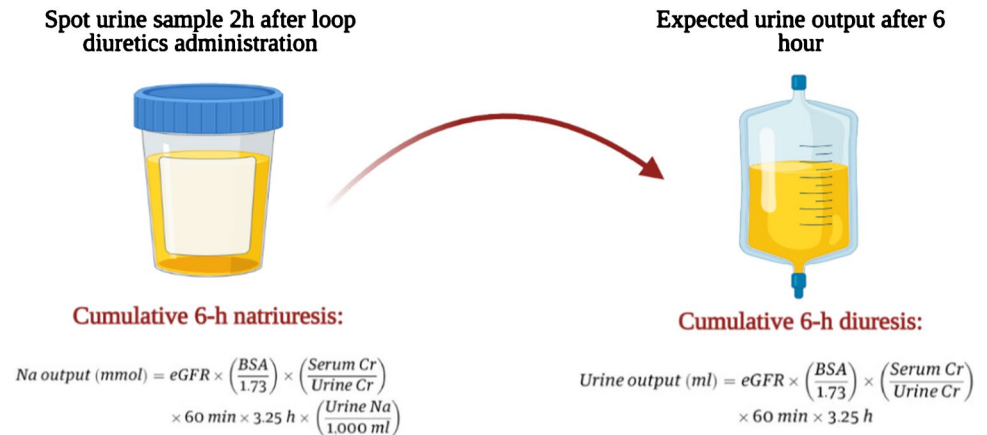 Spot urine sample 2h after loop
diuretics administration
Expected urine output after 6
hour
Cumulative 6-h natriuresis:
Na output (mmol) = eGFR × (BSA/1.73) × (Serum Cr/Urine Cr)
× 60 min × 3.25 h × (Urine Na/1,000 ml)
Cumulative 6-h diuresis:
Urine output (ml) = eGFR × (BSA/1.73) × (Serum Cr/Urine Cr)
× 60 min × 3.25 h